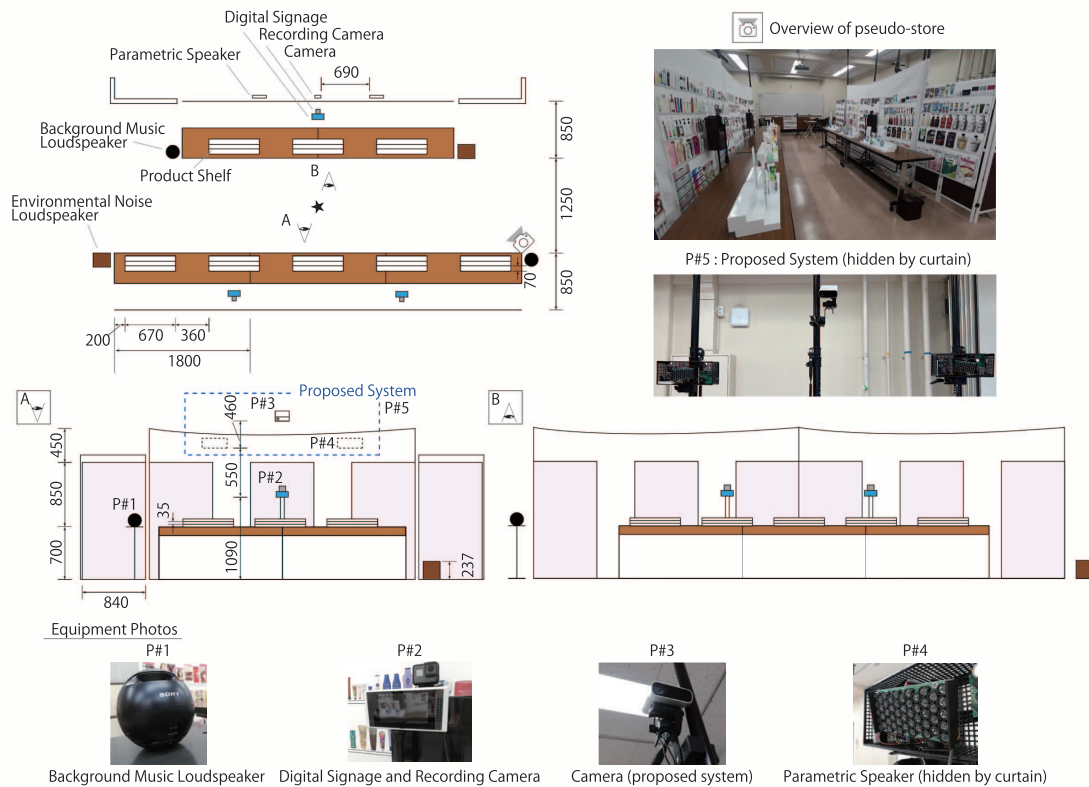 Digital Signage
Recording Camera
Camera
Parametric Speaker
690
Background Music
Loudspeaker
Product Shelf
B
850
Environmental Noise
Loudspeaker
A
1250
70
850
200
670
360
1800
Overview of pseudo-store
P#5 : Proposed System (hidden by curtain)
A
Proposed System
P#3
P#5
460
P#4
450
550
P#2
850
P#1
35
700
1090
237
840
B
Equipment Photos
P#1
SONY
Background Music Loudspeaker
P#2
Digital Signage and Recording Camera
P#3
Camera (proposed system)
P#4
Parametric Speaker (hidden by curtain)